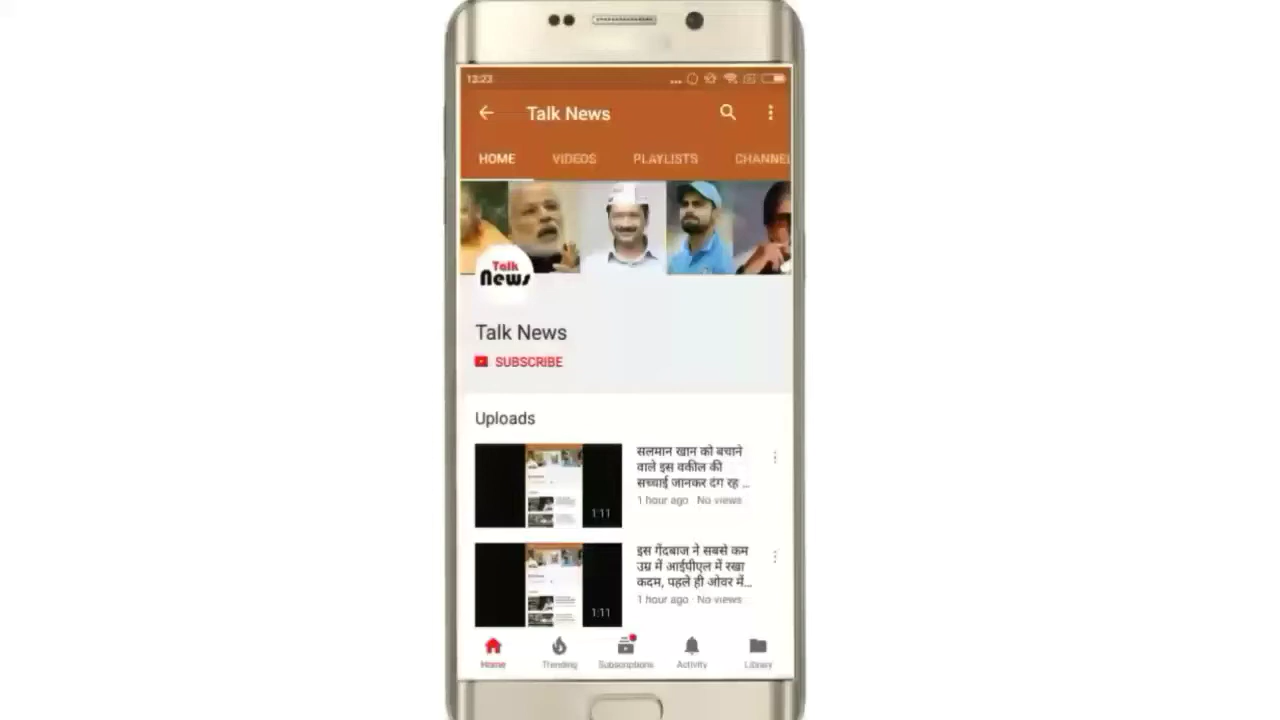 12:23
Talk News
HOME VIDEOS PLAYLISTS CHANNEL
Talk
News
Talk News
SUBSCRIBE
Uploads
सलमान खान को बचाने
वाले इस वकील की
सच्चाई जानकर दंग रह ...
1 hour ago · No views
1:11
इस गेंदबाज ने सबसे कम
उम्र में आईपीएल में रखा
कदम, पहले ही ओवर में...
1 hour ago · No views
1:11
Home Trending Subscriptions Activity Library